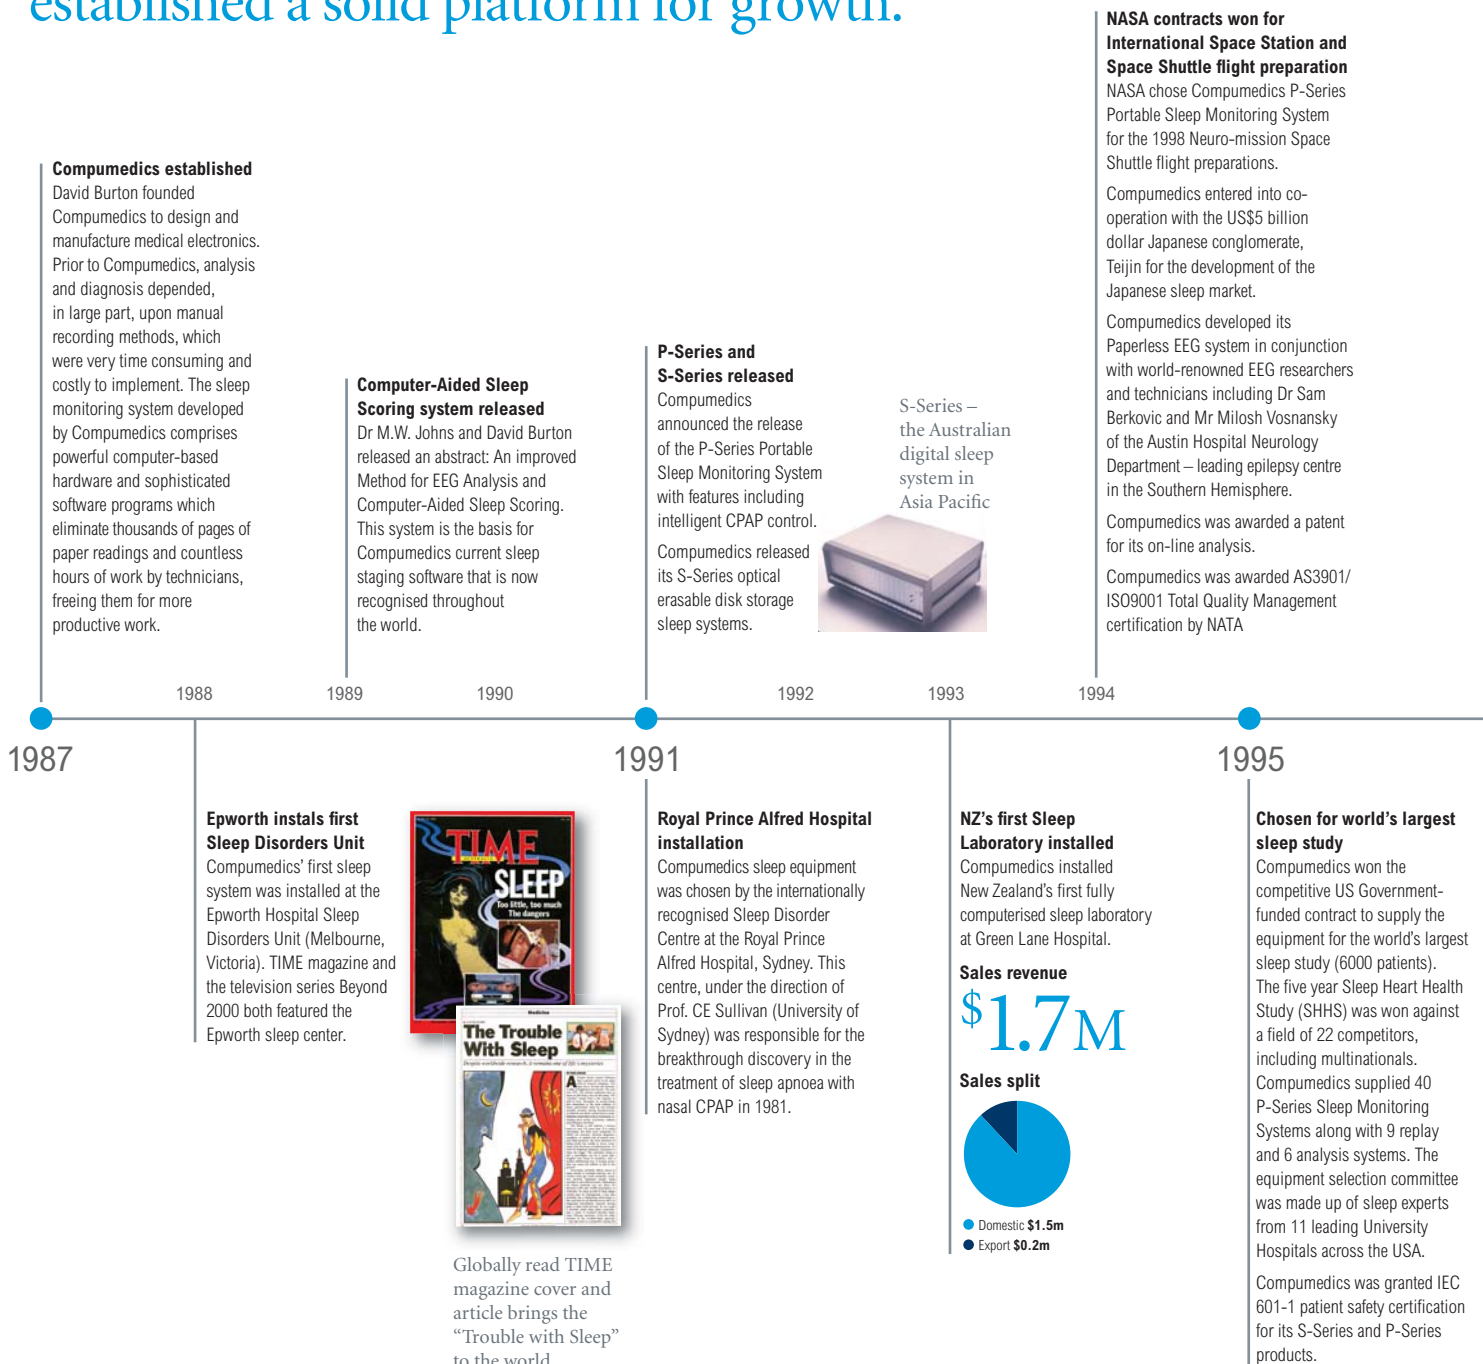 established a solid platform for growth.
NASA contracts won for
International Space Station and
Space Shuttle flight preparation
NASA chose Compumedics P-Series
Portable Sleep Monitoring System
for the 1998 Neuro-mission Space
Shuttle flight preparations.
Compumedics entered into co-
operation with the US$5 billion
dollar Japanese conglomerate,
Teijin for the development of the
Japanese sleep market.
Compumedics developed its
Paperless EEG system in conjunction
with world-renowned EEG researchers
and technicians including Dr Sam
Berkovic and Mr Milosh Vosnansky
of the Austin Hospital Neurology
Department – leading epilepsy centre
in the Southern Hemisphere.
Compumedics was awarded a patent
for its on-line analysis.
Compumedics was awarded AS3901/
ISO9001 Total Quality Management
certification by NATA
Compumedics established
David Burton founded
Compumedics to design and
manufacture medical electronics.
Prior to Compumedics, analysis
and diagnosis depended,
in large part, upon manual
recording methods, which
were very time consuming and
costly to implement. The sleep
monitoring system developed
by Compumedics comprises
powerful computer-based
hardware and sophisticated
software programs which
eliminate thousands of pages of
paper readings and countless
hours of work by technicians,
freeing them for more
productive work.
Computer-Aided Sleep
Scoring system released
Dr M.W. Johns and David Burton
released an abstract: An improved
Method for EEG Analysis and
Computer-Aided Sleep Scoring.
This system is the basis for
Compumedics current sleep
staging software that is now
recognised throughout
the world.
P-Series and
S-Series released
Compumedics
announced the release
of the P-Series Portable
Sleep Monitoring System
with features including
intelligent CPAP control.
Compumedics released
its S-Series optical
erasable disk storage
sleep systems.
S-Series –
the Australian
digital sleep
system in
Asia Pacific
1988
1989
1990
1992
1993
1994
1987
1991
1995
Epworth instals first
Sleep Disorders Unit
Compumedics' first sleep
system was installed at the
Epworth Hospital Sleep
Disorders Unit (Melbourne,
Victoria). TIME magazine and
the television series Beyond
2000 both featured the
Epworth sleep center.
TIME
AUSTRALIA
SLEEP
Too little, too much
The dangers
Medicine
The Trouble
With Sleep
Despite worldwide research, it remains one of life's mysteries
Globally read TIME
magazine cover and
article brings the
“Trouble with Sleep”
to the world
Royal Prince Alfred Hospital
installation
Compumedics sleep equipment
was chosen by the internationally
recognised Sleep Disorder
Centre at the Royal Prince
Alfred Hospital, Sydney. This
centre, under the direction of
Prof. CE Sullivan (University of
Sydney) was responsible for the
breakthrough discovery in the
treatment of sleep apnoea with
nasal CPAP in 1981.
NZ's first Sleep
Laboratory installed
Compumedics installed
New Zealand's first fully
computerised sleep laboratory
at Green Lane Hospital.
Sales revenue
$1.7M
Sales split
Domestic $1.5m
Export $0.2m
Chosen for world's largest
sleep study
Compumedics won the
competitive US Government-
funded contract to supply the
equipment for the world's largest
sleep study (6000 patients).
The five year Sleep Heart Health
Study (SHHS) was won against
a field of 22 competitors,
including multinationals.
Compumedics supplied 40
P-Series Sleep Monitoring
Systems along with 9 replay
and 6 analysis systems. The
equipment selection committee
was made up of sleep experts
from 11 leading University
Hospitals across the USA.
Compumedics was granted IEC
601-1 patient safety certification
for its S-Series and P-Series
products.